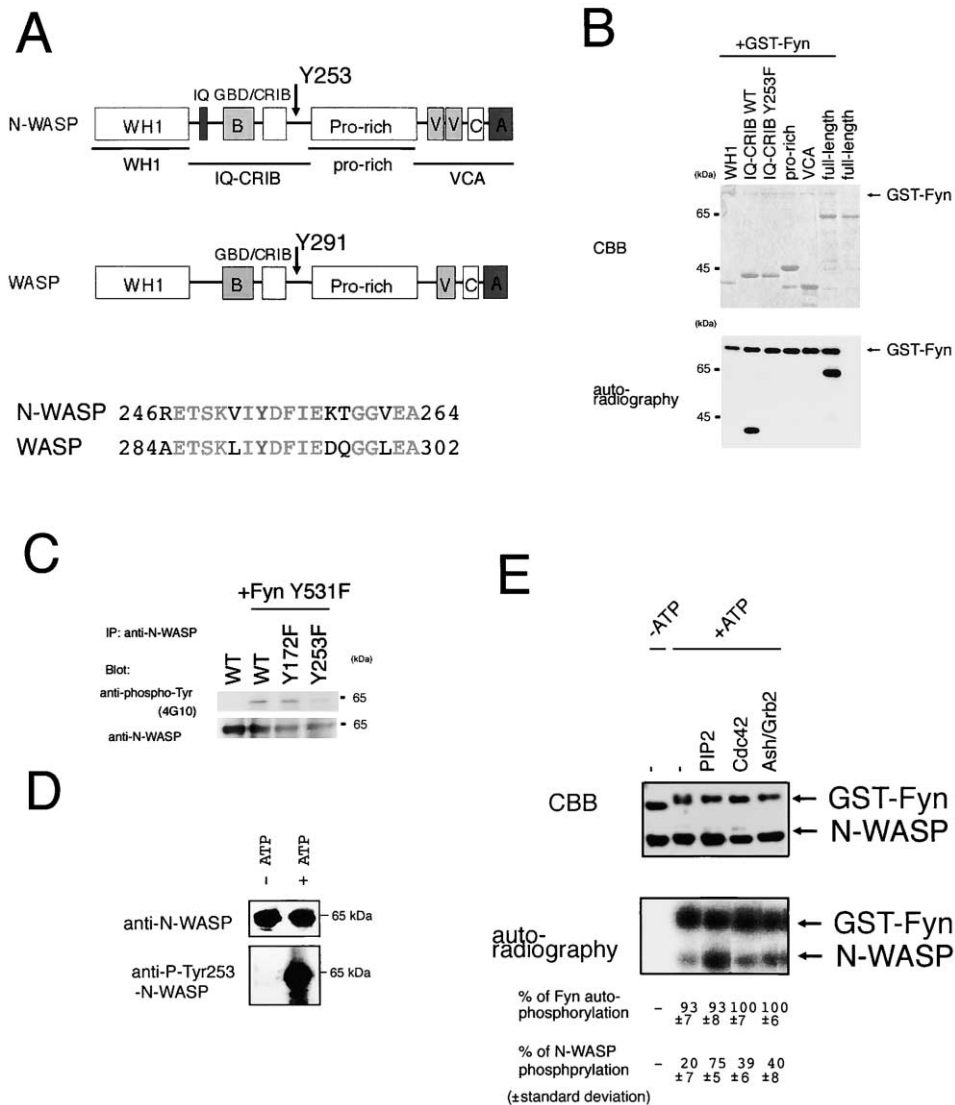 A
Y253
IQ GBD/CRIB
N-WASP
WH1 B Pro-rich V V C A
WH1 IQ-CRIB pro-rich VCA
GBD/CRIB Y291
WASP
WH1 B Pro-rich V C A
N-WASP 246RETSKVIYDFIEKTGGVEA264
WASP 284AETSKLIYDFIEDQGGLEA302
B
+GST-Fyn
WH1
IQ-CRIB WT
IQ-CRIB Y253F
pro-rich
VCA
full-length
full-length
(kDa)
← GST-Fyn
65
CBB
45
(kDa)
← GST-Fyn
65
auto-
radiography
45
C
+Fyn Y531F
IP: anti-N-WASP
Blot:
WT
WT
Y172F
Y253F
(kDa)
anti-phospho-Tyr
(4G10)
65
anti-N-WASP
65
D
- ATP
+ ATP
anti-N-WASP
65 kDa
anti-P-Tyr253
-N-WASP
65 kDa
E
-ATP
+ATP
-
-
PIP2
Cdc42
Ash/Grb2
CBB
← GST-Fyn
← N-WASP
auto-
radiography
← GST-Fyn
← N-WASP
% of Fyn auto-
phosphorylation
– 93 93 100 100
±7 ±8 ±7 ±6
% of N-WASP
phosphprylation
– 20 75 39 40
±7 ±5 ±6 ±8
(±standard deviation)